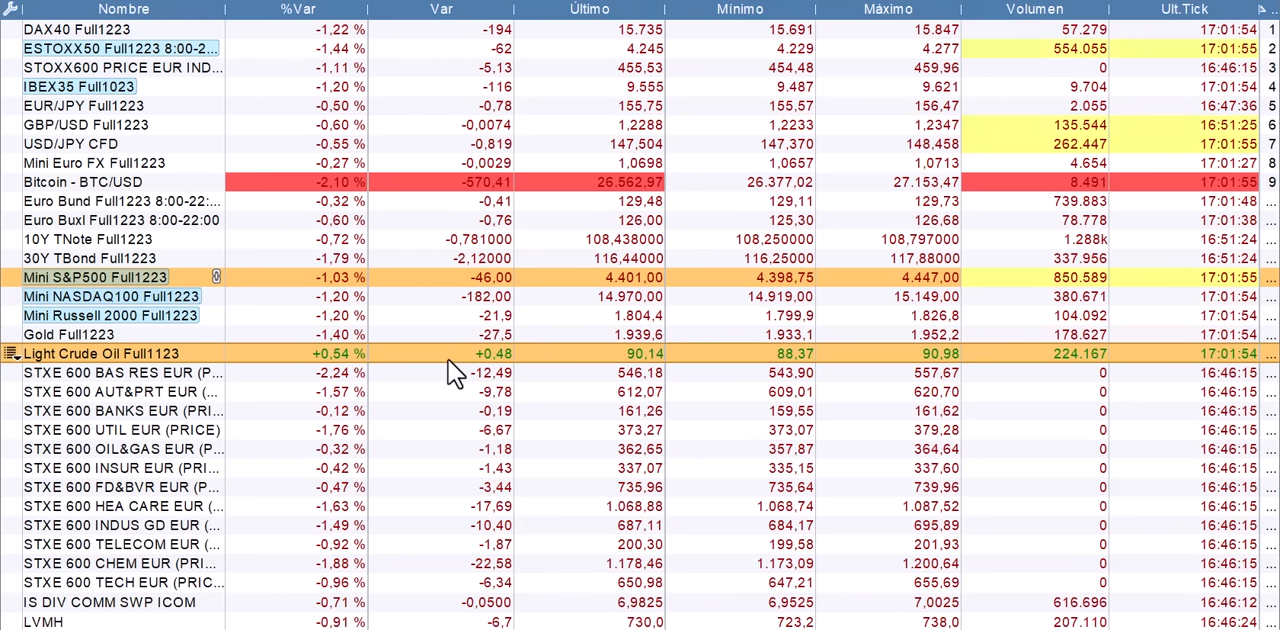 Nombre %Var Var Último Mínimo Máximo Volumen Ult.Tick ..
DAX40 Full1223 -1,22 % -194 15.735 15.691 15.847 57.279 17:01:54 1
ESTOXX50 Full1223 8:00-2... -1,44 % -62 4.245 4.229 4.277 554.055 17:01:55 2
STOXX600 PRICE EUR IND... -1,11 % -5,13 455,53 454,48 459,96 0 16:46:15 3
IBEX35 Full1023 -1,20 % -116 9.555 9.487 9.621 9.704 17:01:54 4
EUR/JPY Full1223 -0,50 % -0,78 155,75 155,57 156,47 2.055 16:47:36 5
GBP/USD Full1223 -0,60 % -0,0074 1,2288 1,2233 1,2347 135.544 16:51:25 6
USD/JPY CFD -0,55 % -0,819 147,504 147,370 148,458 262.447 17:01:55 7
Mini Euro FX Full1223 -0,27 % -0,0029 1,0698 1,0657 1,0713 4.654 17:01:27 8
Bitcoin - BTC/USD -2,10 % -570,41 26.562,97 26.377,02 27.153,47 8.491 17:01:55 9
Euro Bund Full1223 8:00-22:... -0,32 % -0,41 129,48 129,11 129,73 739.883 17:01:48 ...
Euro Buxl Full1223 8:00-22:00 -0,60 % -0,76 126,00 125,30 126,68 78.778 17:01:38 ...
10Y TNote Full1223 -0,72 % -0,781000 108,438000 108,250000 108,797000 1.288k 16:51:24 ...
30Y TBond Full1223 -1,79 % -2,12000 116,44000 116,25000 117,88000 337.956 16:51:24 ...
Mini S&P500 Full1223 -1,03 % -46,00 4.401,00 4.398,75 4.447,00 850.589 17:01:55 ...
Mini NASDAQ100 Full1223 -1,20 % -182,00 14.970,00 14.919,00 15.149,00 380.671 17:01:54 ...
Mini Russell 2000 Full1223 -1,20 % -21,9 1.804,4 1.799,9 1.826,8 104.092 17:01:54 ...
Gold Full1223 -1,40 % -27,5 1.939,6 1.933,1 1.952,2 178.627 17:01:54 ...
Light Crude Oil Full1123 +0,54 % +0,48 90,14 88,37 90,98 224.167 17:01:54 ...
STXE 600 BAS RES EUR (P... -2,24 % -12,49 546,18 543,90 557,67 0 16:46:15 ...
STXE 600 AUT&PRT EUR (... -1,57 % -9,78 612,07 609,01 620,70 0 16:46:15 ...
STXE 600 BANKS EUR (PRI... -0,12 % -0,19 161,26 159,55 161,62 0 16:46:15 ...
STXE 600 UTIL EUR (PRICE) -1,76 % -6,67 373,27 373,07 379,28 0 16:46:15 ...
STXE 600 OIL&GAS EUR (P... -0,32 % -1,18 362,65 357,87 364,64 0 16:46:15 ...
STXE 600 INSUR EUR (PRI... -0,42 % -1,43 337,07 335,15 337,60 0 16:46:15 ...
STXE 600 FD&BVR EUR (P... -0,47 % -3,44 735,96 735,64 739,96 0 16:46:15 ...
STXE 600 HEA CARE EUR (... -1,63 % -17,69 1.068,88 1.068,74 1.087,52 0 16:46:15 ...
STXE 600 INDUS GD EUR (... -1,49 % -10,40 687,11 684,17 695,89 0 16:46:15 ...
STXE 600 TELECOM EUR (... -0,92 % -1,87 200,30 199,58 201,93 0 16:46:15 ...
STXE 600 CHEM EUR (PRI... -1,88 % -22,58 1.178,46 1.173,09 1.200,64 0 16:46:15 ...
STXE 600 TECH EUR (PRIC... -0,96 % -6,34 650,98 647,21 655,69 0 16:46:15 ...
IS DIV COMM SWP ICOM -0,71 % -0,0500 6,9825 6,9525 7,0025 616.696 16:46:12 ...
LVMH -0,91 % -6,7 730,0 723,2 738,0 207.110 16:46:24 ...